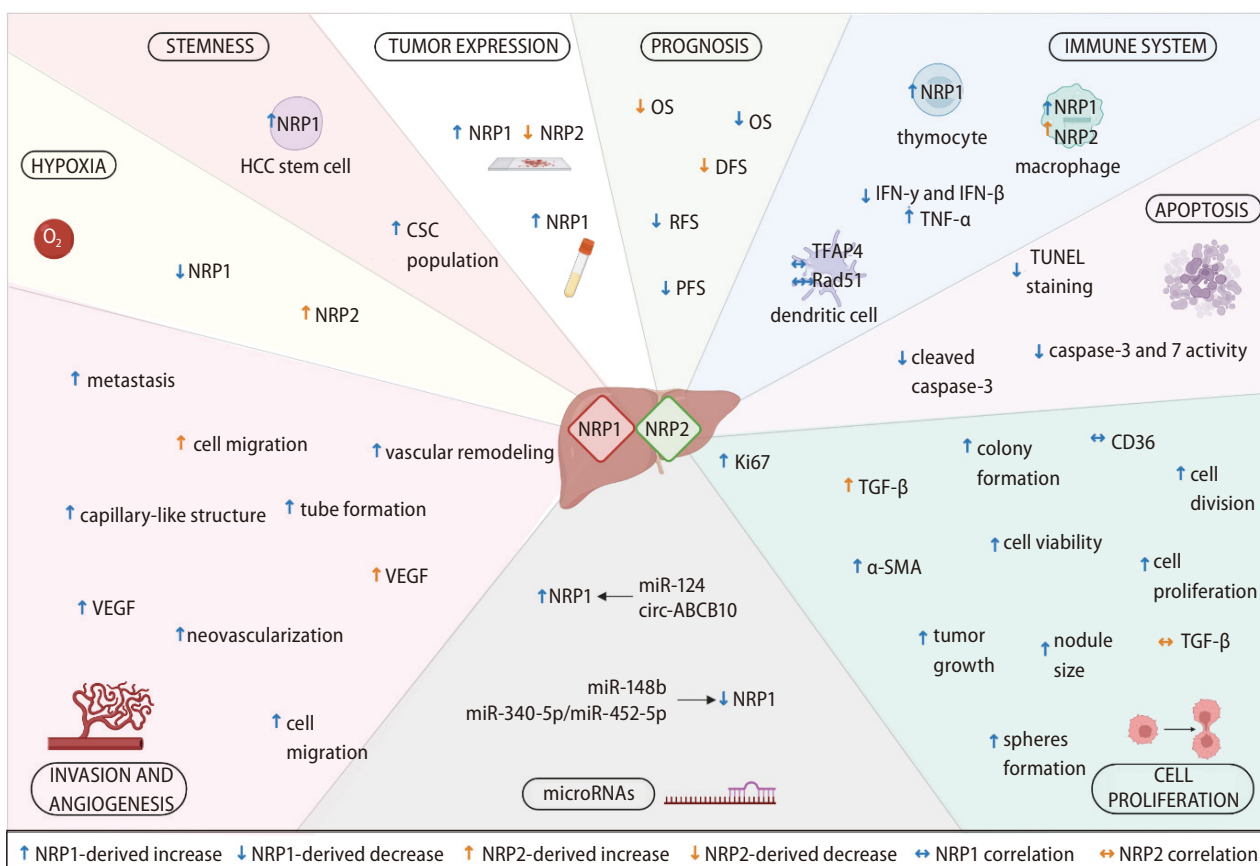 STEMNESS
↑NRP1
HCC stem cell
↑ CSC
population
TUMOR EXPRESSION
↑ NRP1 ↓ NRP2
↑ NRP1
PROGNOSIS
↓ OS
↓ OS
↓ DFS
↓ RFS
↓ PFS
IMMUNE SYSTEM
↑NRP1
thymocyte
↑ NRP1
↑ NRP2
macrophage
↓ IFN-y and IFN-β
↑ TNF-α
↔ TFAP4
↔ Rad51
dendritic cell
HYPOXIA
O₂
↓NRP1
↑ NRP2
APOPTOSIS
↓ TUNEL
staining
↓ cleaved
caspase-3
↓ caspase-3 and 7 activity
NRP1
NRP2
↑ metastasis
↑ cell migration
↑ vascular remodeling
↑ capillary-like structure
↑ tube formation
↑ VEGF
↑ VEGF
↑ neovascularization
↑ cell
migration
INVASION AND
ANGIOGENESIS
↑NRP1 ← miR-124
circ-ABCB10
miR-148b
miR-340-5p/miR-452-5p → ↓ NRP1
microRNAs
↑ Ki67
↑ TGF-β
↑ colony
formation
↔ CD36
↑ cell
division
↑ α-SMA
↑ cell viability
↑ cell
proliferation
↑ tumor
growth
↑ nodule
size
↔ TGF-β
↑ spheres
formation
CELL
PROLIFERATION
↑ NRP1-derived increase ↓ NRP1-derived decrease ↑ NRP2-derived increase ↓ NRP2-derived decrease ↔ NRP1 correlation ↔ NRP2 correlation